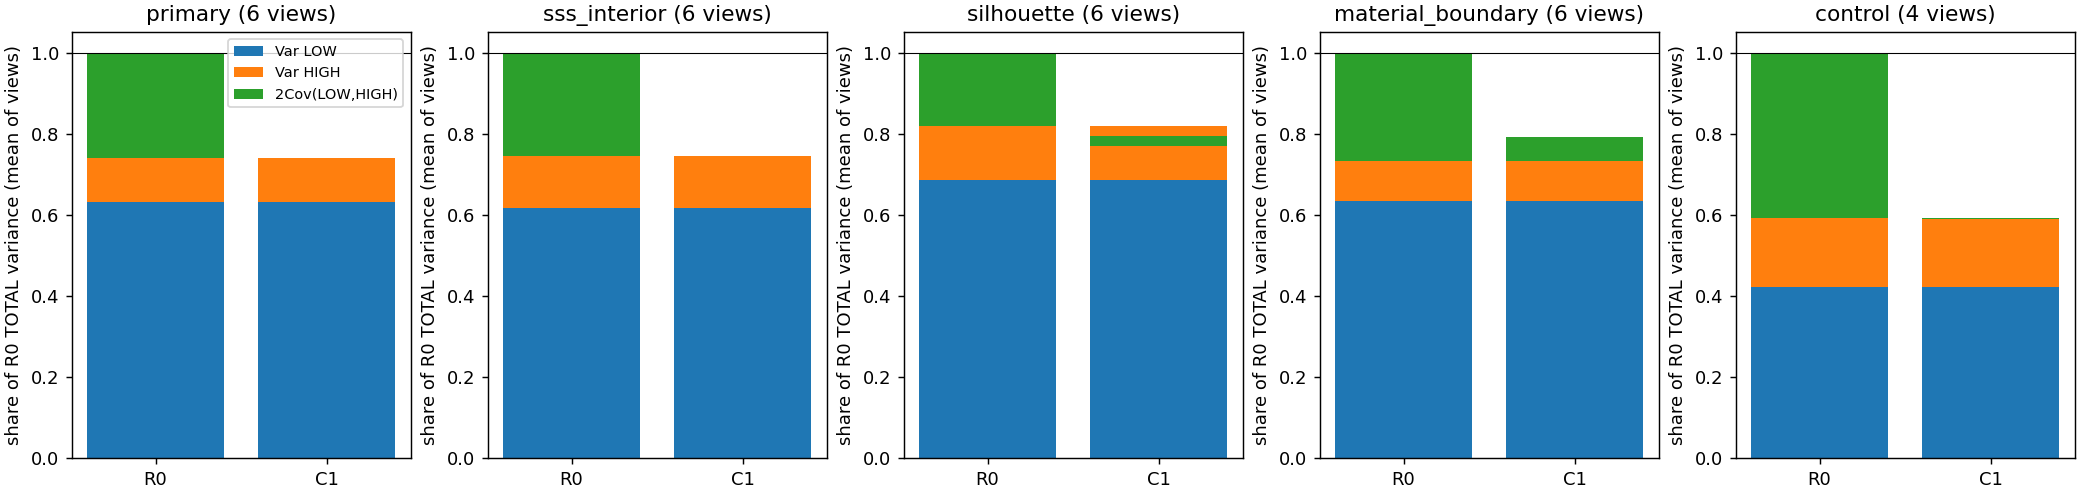 primary (6 views)
share of R0 TOTAL variance (mean of views)
1.0
0.8
0.6
0.4
0.2
0.0
Var LOW
Var HIGH
2Cov(LOW,HIGH)
R0
C1
sss_interior (6 views)
share of R0 TOTAL variance (mean of views)
1.0
0.8
0.6
0.4
0.2
0.0
R0
C1
silhouette (6 views)
share of R0 TOTAL variance (mean of views)
1.0
0.8
0.6
0.4
0.2
0.0
R0
C1
material_boundary (6 views)
share of R0 TOTAL variance (mean of views)
1.0
0.8
0.6
0.4
0.2
0.0
R0
C1
control (4 views)
share of R0 TOTAL variance (mean of views)
1.0
0.8
0.6
0.4
0.2
0.0
R0
C1